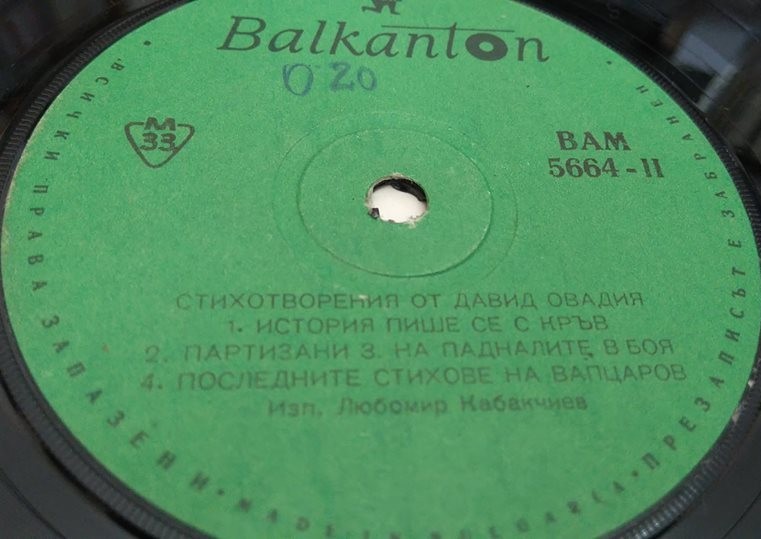 Balkanton
0 20
M
33
ВАМ
5664-II
СТИХОТВОРЕНИЯ ОТ ДАВИД ОВАДИЯ
1. ИСТОРИЯ ПИШЕ СЕ С КРЪВ
2. ПАРТИЗАНИ 3. НА ПАДНАЛИТЕ В БОЯ
4. ПОСЛЕДНИТЕ СТИХОВЕ НА ВАПЦАРОВ
Изп. Любомир Кабакчиев
• ВСИЧКИ ПРАВА ЗАПАЗЕНИ • MADE IN BULGARIA • ПРЕЗАПИСЪТ Е ЗАБРАНЕН •